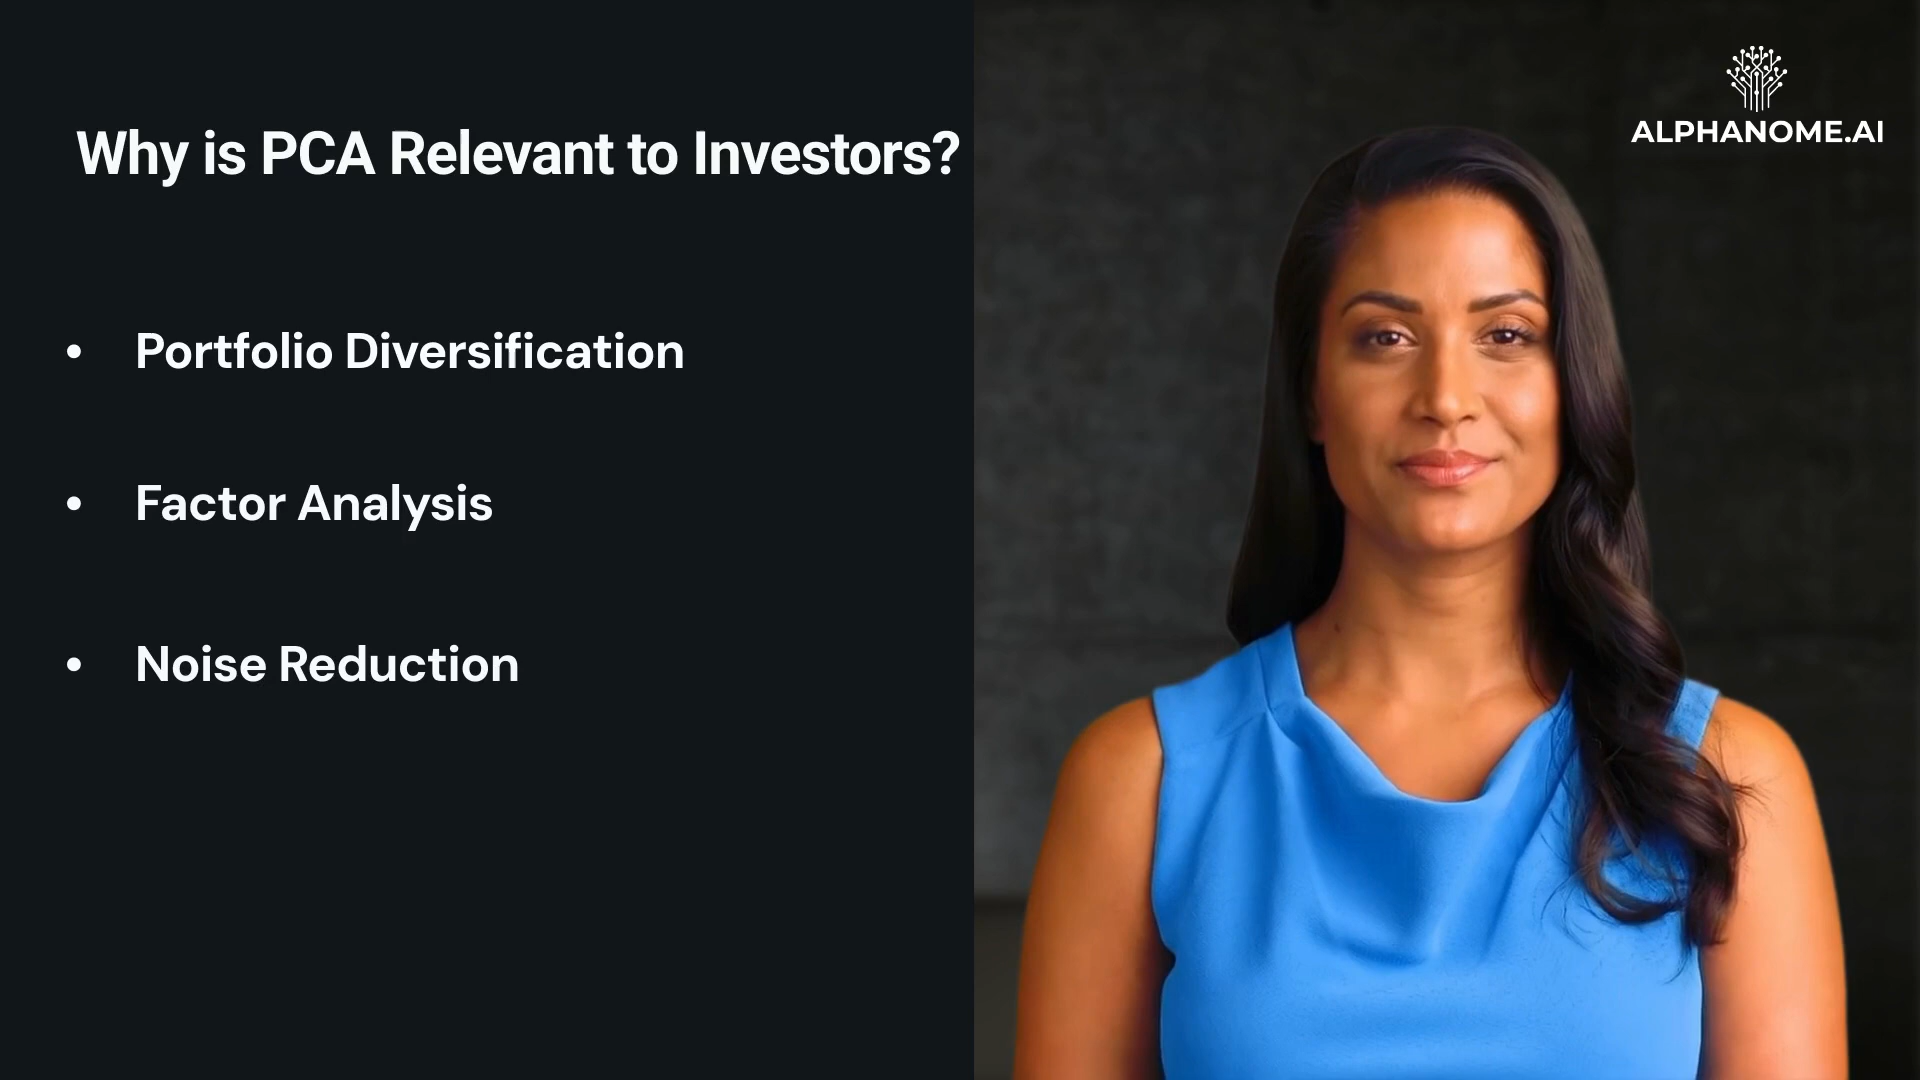 Why is PCA Relevant to Investors?
• Portfolio Diversification
• Factor Analysis
• Noise Reduction
ALPHANOME.AI